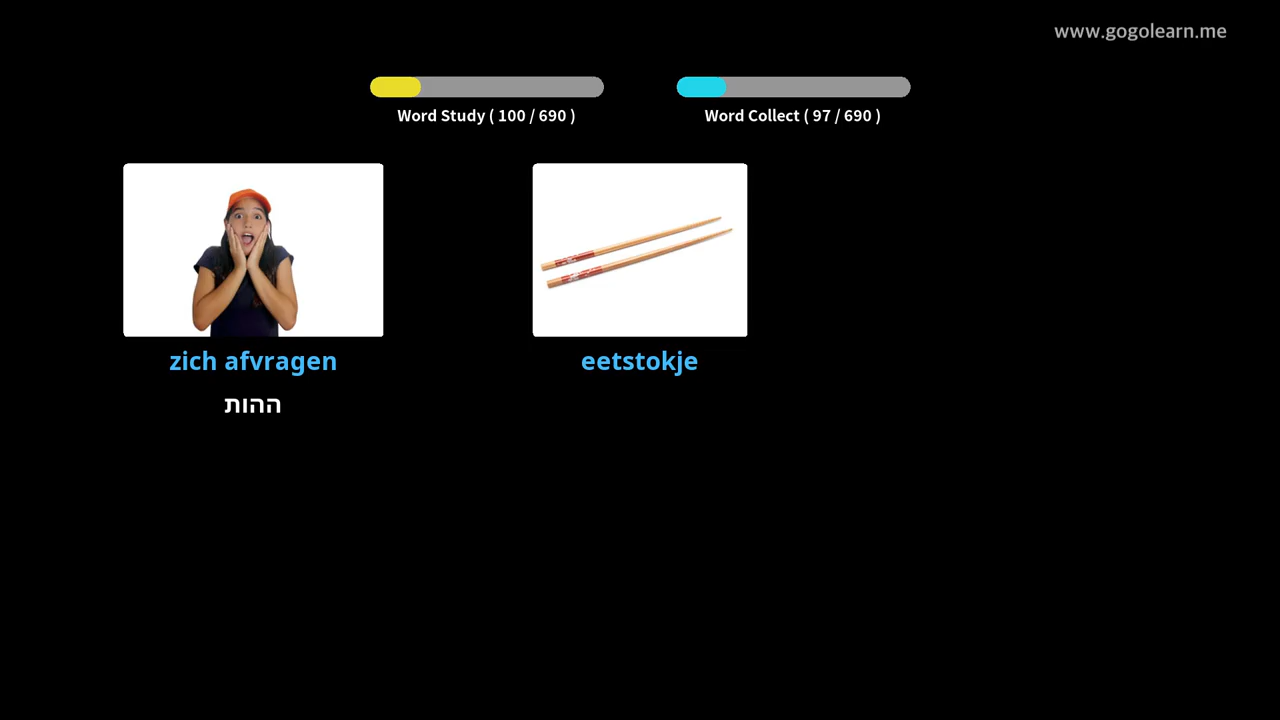 www.gogolearn.me
Word Study ( 100 / 690 )
Word Collect ( 97 / 690 )
zich afvragen
eetstokje
ההות